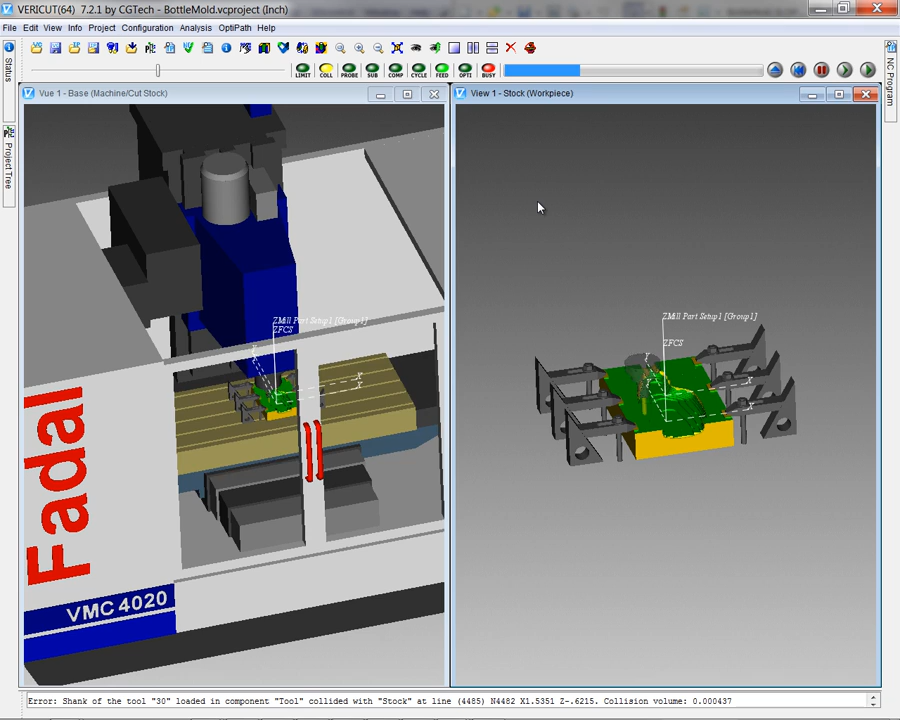 VERICUT(64) 7.2.1 by CGTech - BottleMold.vcproject (Inch)
File Edit View Info Project Configuration Analysis OptiPath Help
LIMIT COLL PROBE SUB COMP CYCLE FEED OPTI BUSY
Status
Project Tree
NC Program
Vue 1 - Base (Machine/Cut Stock)
View 1 - Stock (Workpiece)
ZMill Part Setup1 [Group1]
ZFCS
Fadal
VMC 4020
ZMill Part Setup1 [Group1]
ZFCS
Error: Shank of the tool "30" loaded in component "Tool" collided with "Stock" at line (4485) N4482 X1.5351 Z-.6215. Collision volume: 0.000437